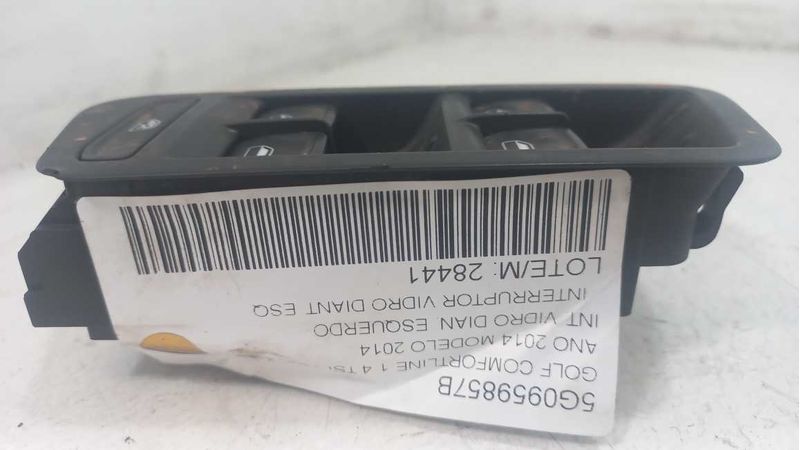 5G0959857B
GOLF COMFORTLINE 1.4 TSI
ANO 2014 MODELO 2014
INT. VIDRO DIAN. ESQUERDO
INTERRUPTOR VIDRO DIANT. ESQ
LOTE/M: 28441